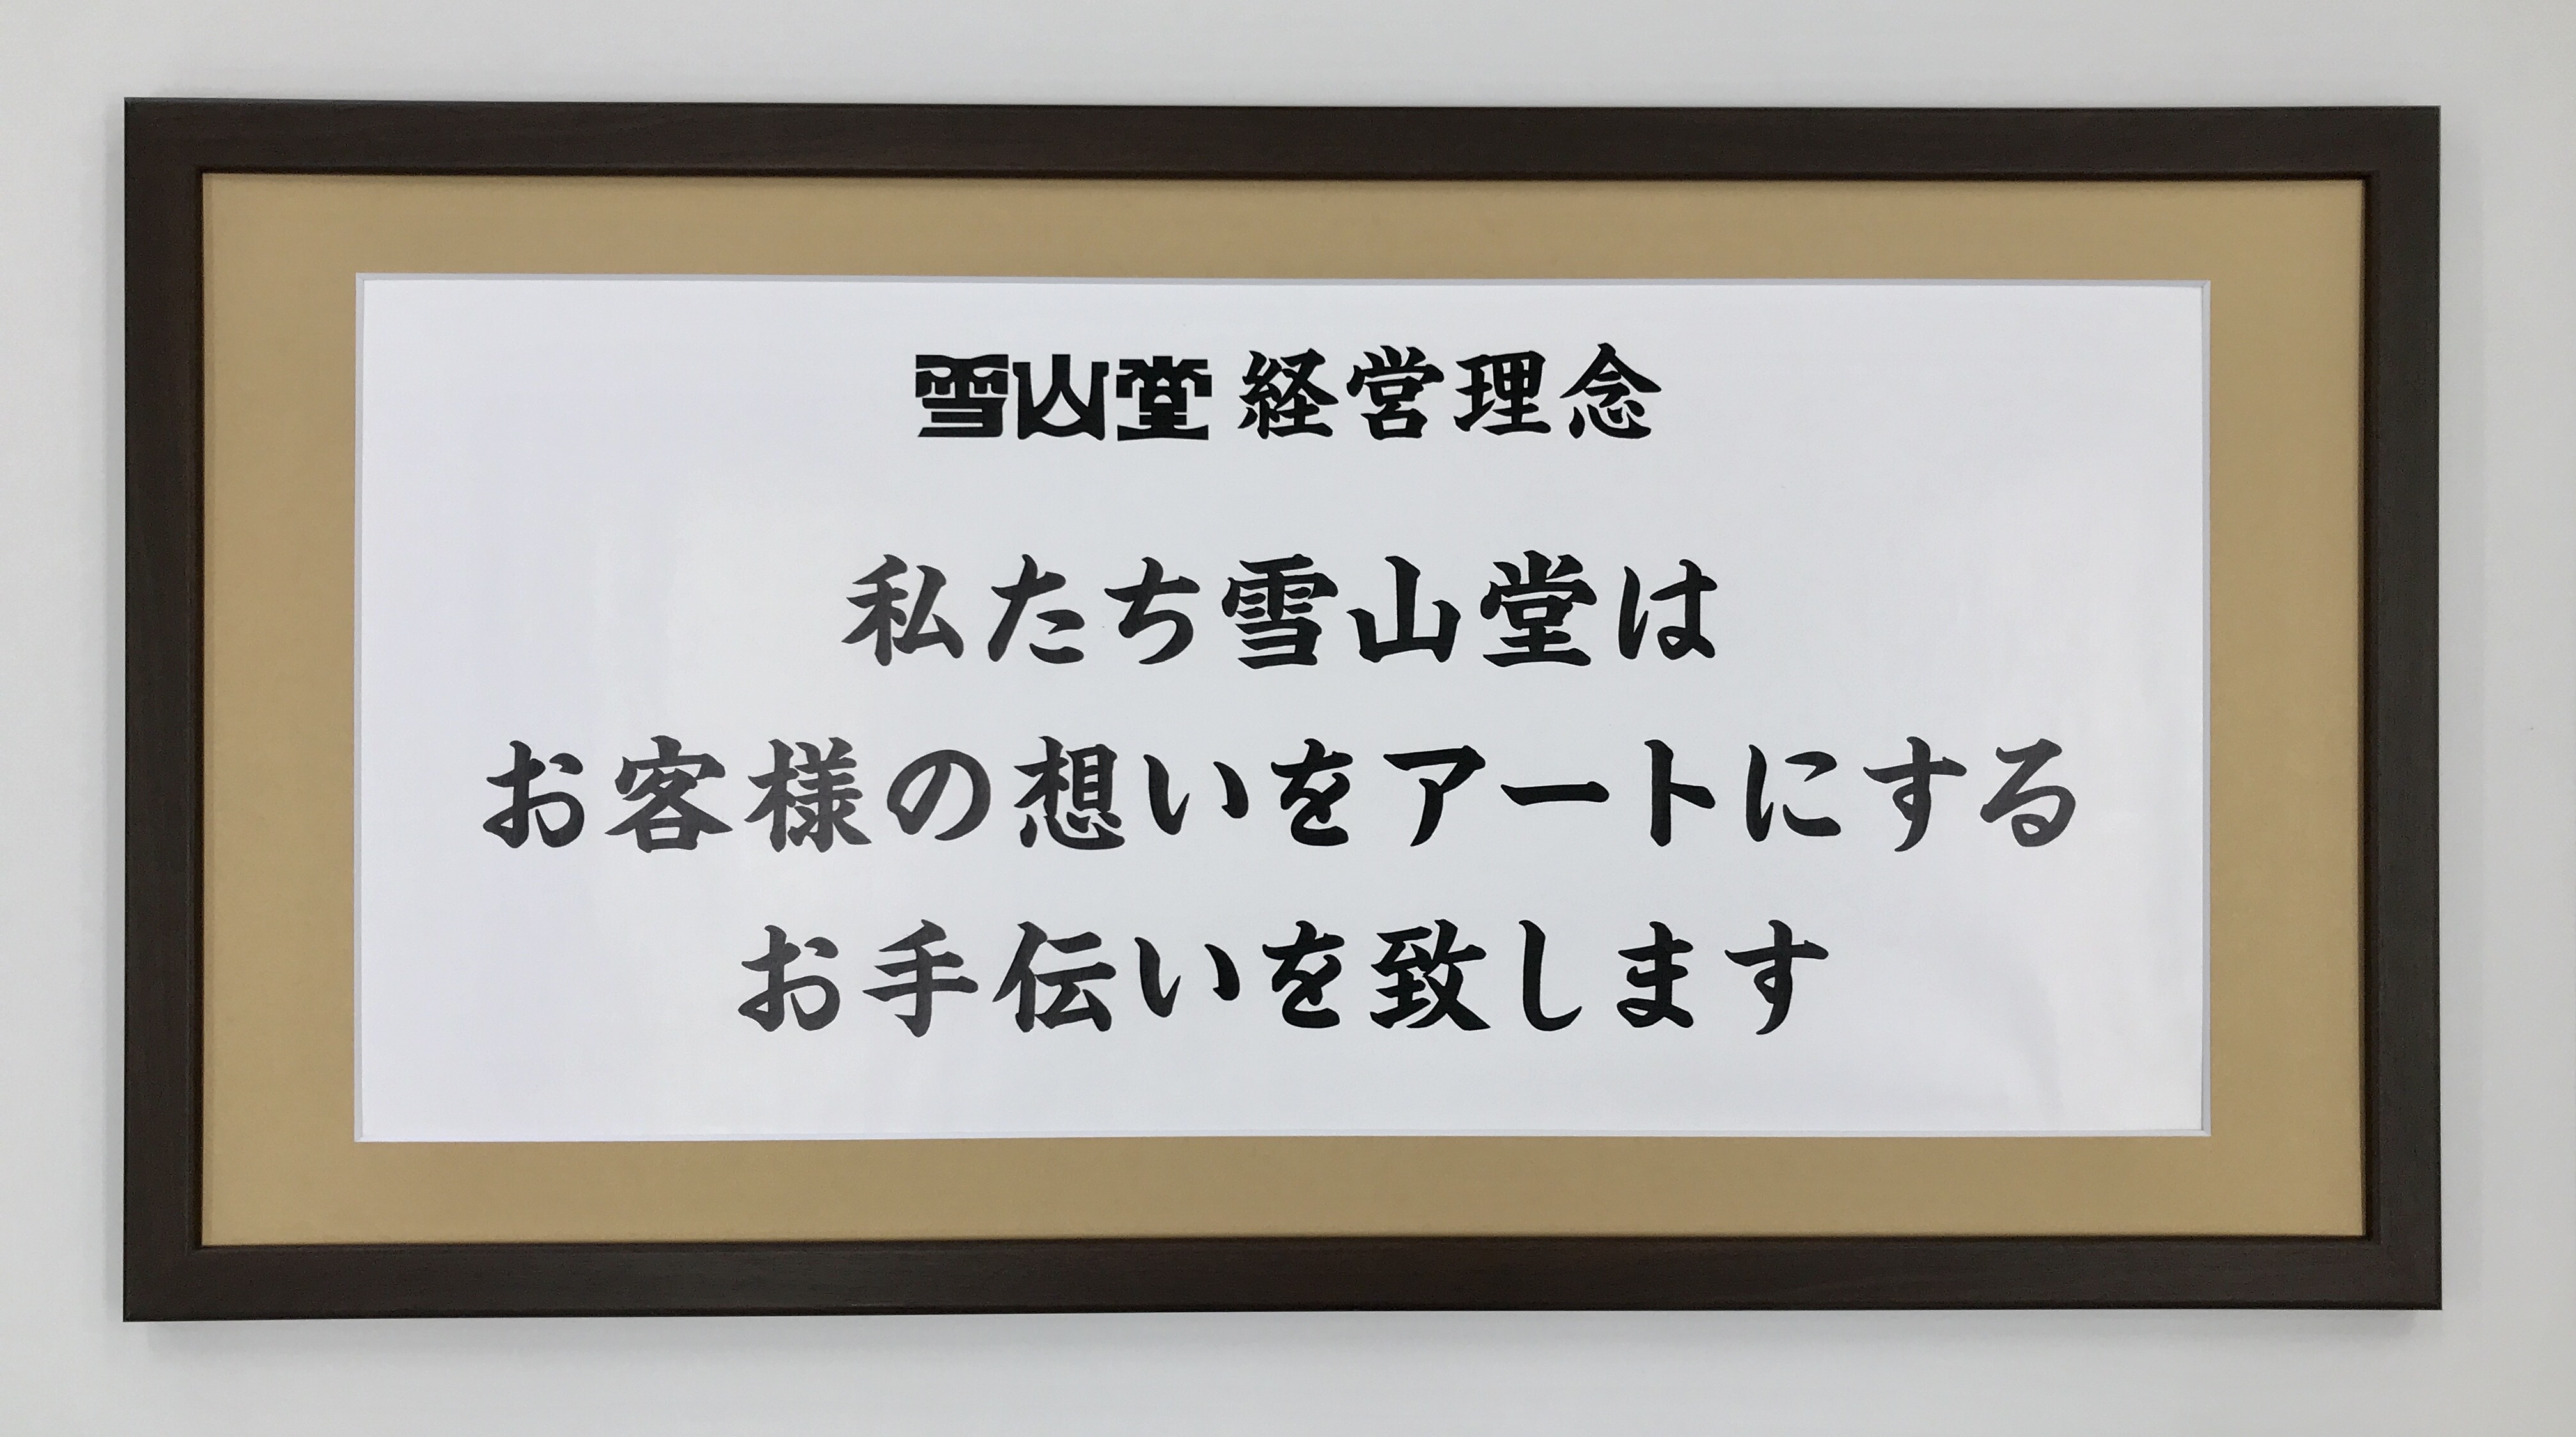 雪山堂 経営理念
私たち雪山堂は
お客様の想いをアートにする
お手伝いを致します